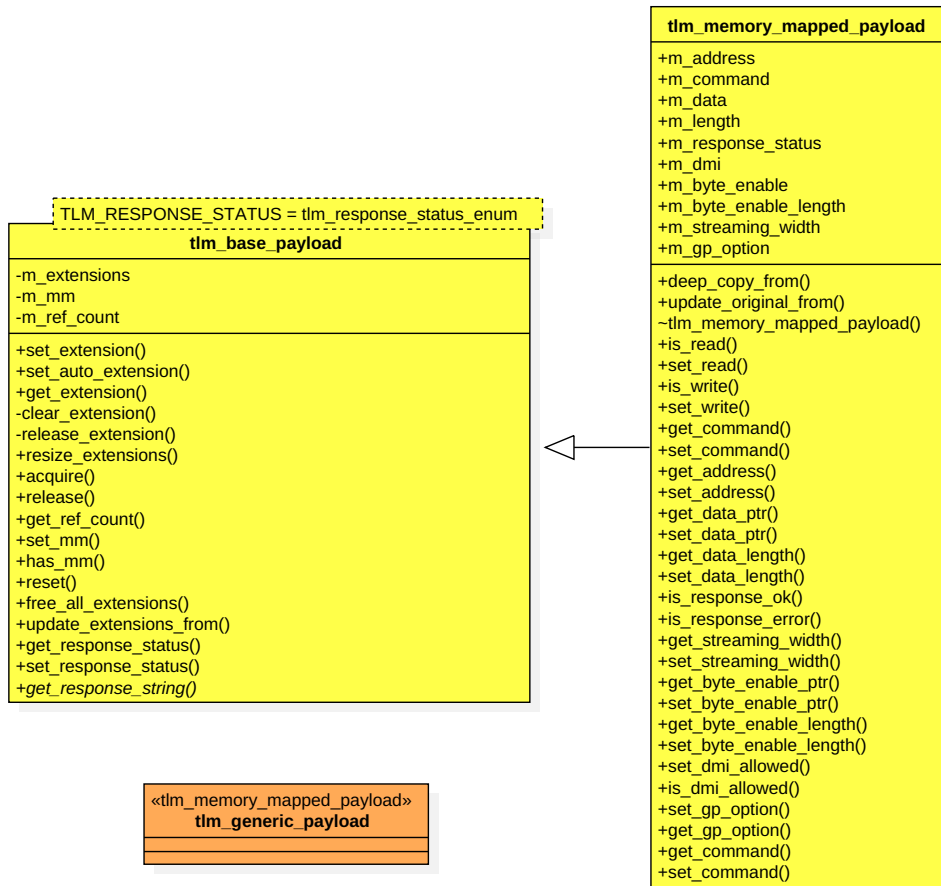 TLM_RESPONSE_STATUS = tlm_response_status_enum
tlm_base_payload
-m_extensions
-m_mm
-m_ref_count
+set_extension()
+set_auto_extension()
+get_extension()
-clear_extension()
-release_extension()
+resize_extensions()
+acquire()
+release()
+get_ref_count()
+set_mm()
+has_mm()
+reset()
+free_all_extensions()
+update_extensions_from()
+get_response_status()
+set_response_status()
+get_response_string()
«tlm_memory_mapped_payload»
tlm_generic_payload
tlm_memory_mapped_payload
+m_address
+m_command
+m_data
+m_length
+m_response_status
+m_dmi
+m_byte_enable
+m_byte_enable_length
+m_streaming_width
+m_gp_option
+deep_copy_from()
+update_original_from()
~tlm_memory_mapped_payload()
+is_read()
+set_read()
+is_write()
+set_write()
+get_command()
+set_command()
+get_address()
+set_address()
+get_data_ptr()
+set_data_ptr()
+get_data_length()
+set_data_length()
+is_response_ok()
+is_response_error()
+get_streaming_width()
+set_streaming_width()
+get_byte_enable_ptr()
+set_byte_enable_ptr()
+get_byte_enable_length()
+set_byte_enable_length()
+set_dmi_allowed()
+is_dmi_allowed()
+set_gp_option()
+get_gp_option()
+get_command()
+set_command()